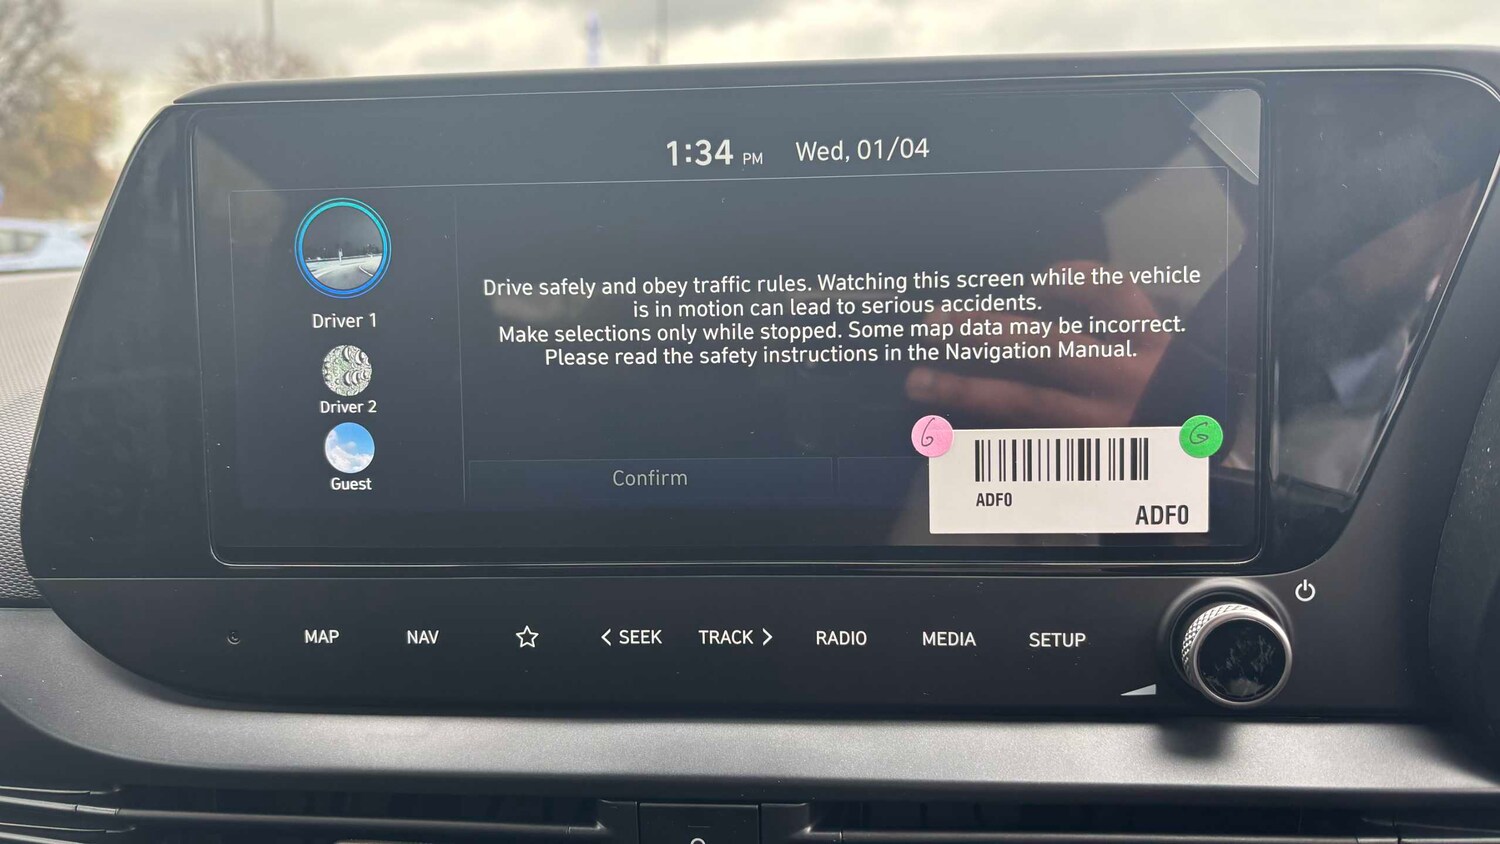 1:34 PM Wed, 01/04
Driver 1
Driver 2
Guest
Drive safely and obey traffic rules. Watching this screen while the vehicle
is in motion can lead to serious accidents.
Make selections only while stopped. Some map data may be incorrect.
Please read the safety instructions in the Navigation Manual.
Confirm
6
G
ADF0
ADF0
MAP
NAV
SEEK
TRACK
RADIO
MEDIA
SETUP